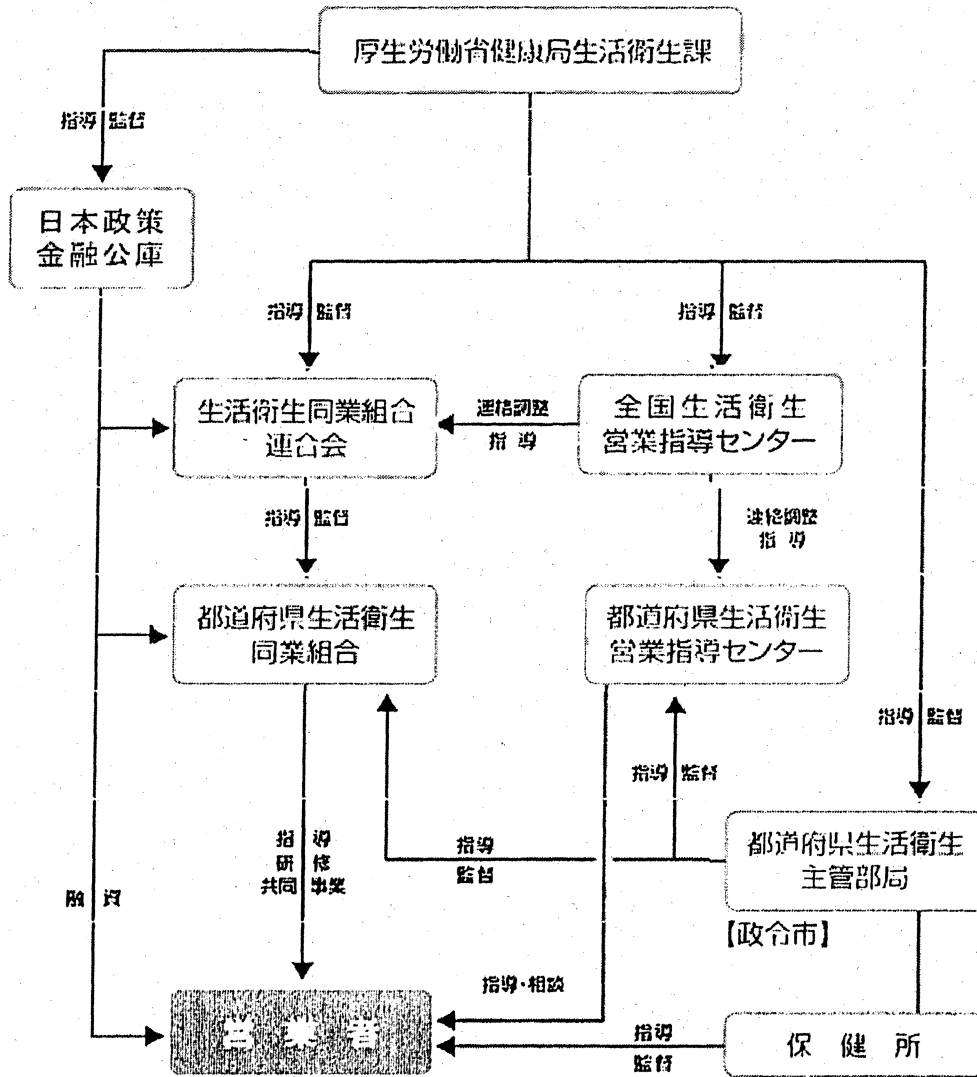 厚生労働省健康局生活衛生課
指導 監督
日本政策
金融公庫
指導 監督
指導 監督
生活衛生同業組合
連合会
連絡調整
指導
全国生活衛生
営業指導センター
指導 監督
連絡調整
指導
都道府県生活衛生
同業組合
都道府県生活衛生
営業指導センター
指導 監督
指導 監督
指導
研修
共同事業
指導
監督
都道府県生活衛生
主管部局
【政令市】
融資
指導・相談
営業者
指導
監督
保健所